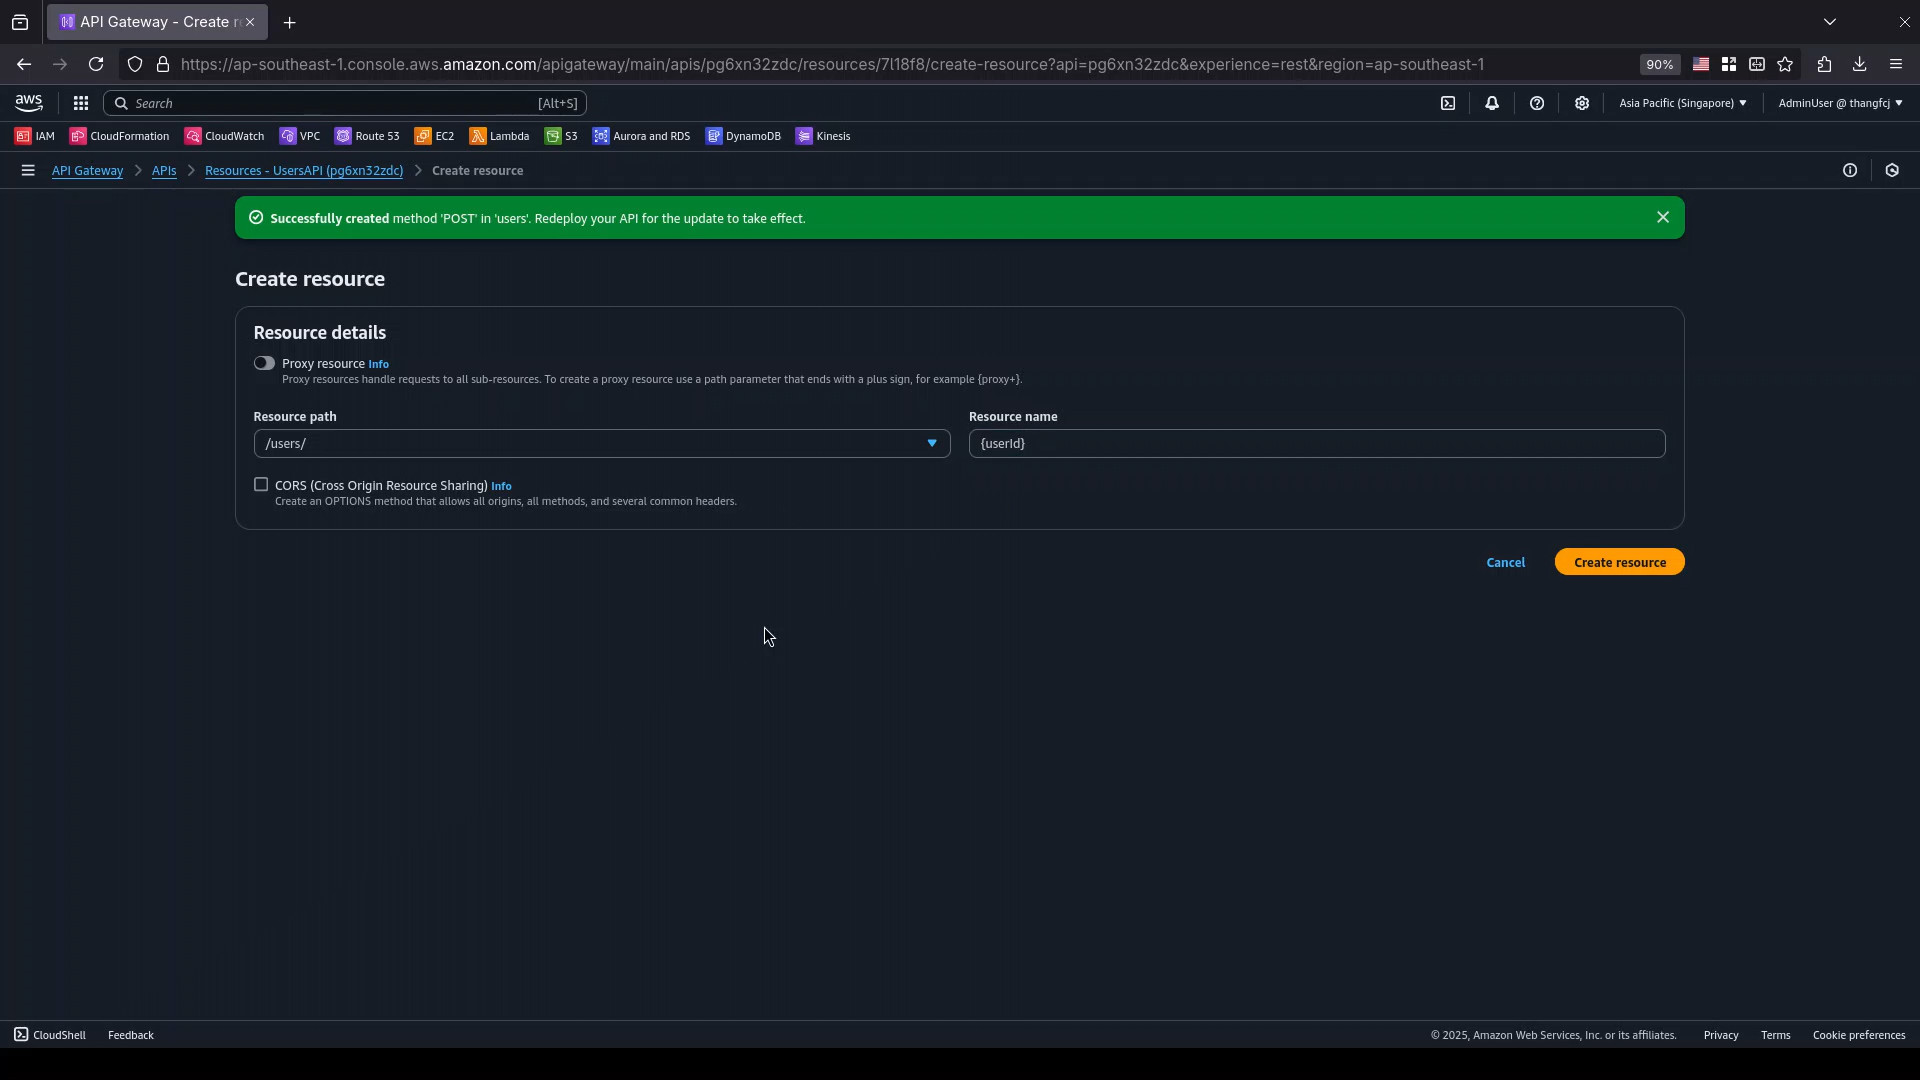 API Gateway - Create r
https://ap-southeast-1.console.aws.amazon.com/apigateway/main/apis/pg6xn32zdc/resources/7l18f8/create-resource?api=pg6xn32zdc&experience=rest&region=ap-southeast-1
90%
aws
Search
[Alt+S]
Asia Pacific (Singapore)
AdminUser @ thangfcj
IAM
CloudFormation
CloudWatch
VPC
Route 53
EC2
Lambda
S3
Aurora and RDS
DynamoDB
Kinesis
API Gateway
APIs
Resources - UsersAPI (pg6xn32zdc)
Create resource
Successfully created method 'POST' in 'users'. Redeploy your API for the update to take effect.
Create resource
Resource details
Proxy resource Info
Proxy resources handle requests to all sub-resources. To create a proxy resource use a path parameter that ends with a plus sign, for example {proxy+}.
Resource path
Resource name
/users/
{userId}
CORS (Cross Origin Resource Sharing) Info
Create an OPTIONS method that allows all origins, all methods, and several common headers.
Cancel
Create resource
CloudShell
Feedback
© 2025, Amazon Web Services, Inc. or its affiliates.
Privacy
Terms
Cookie preferences